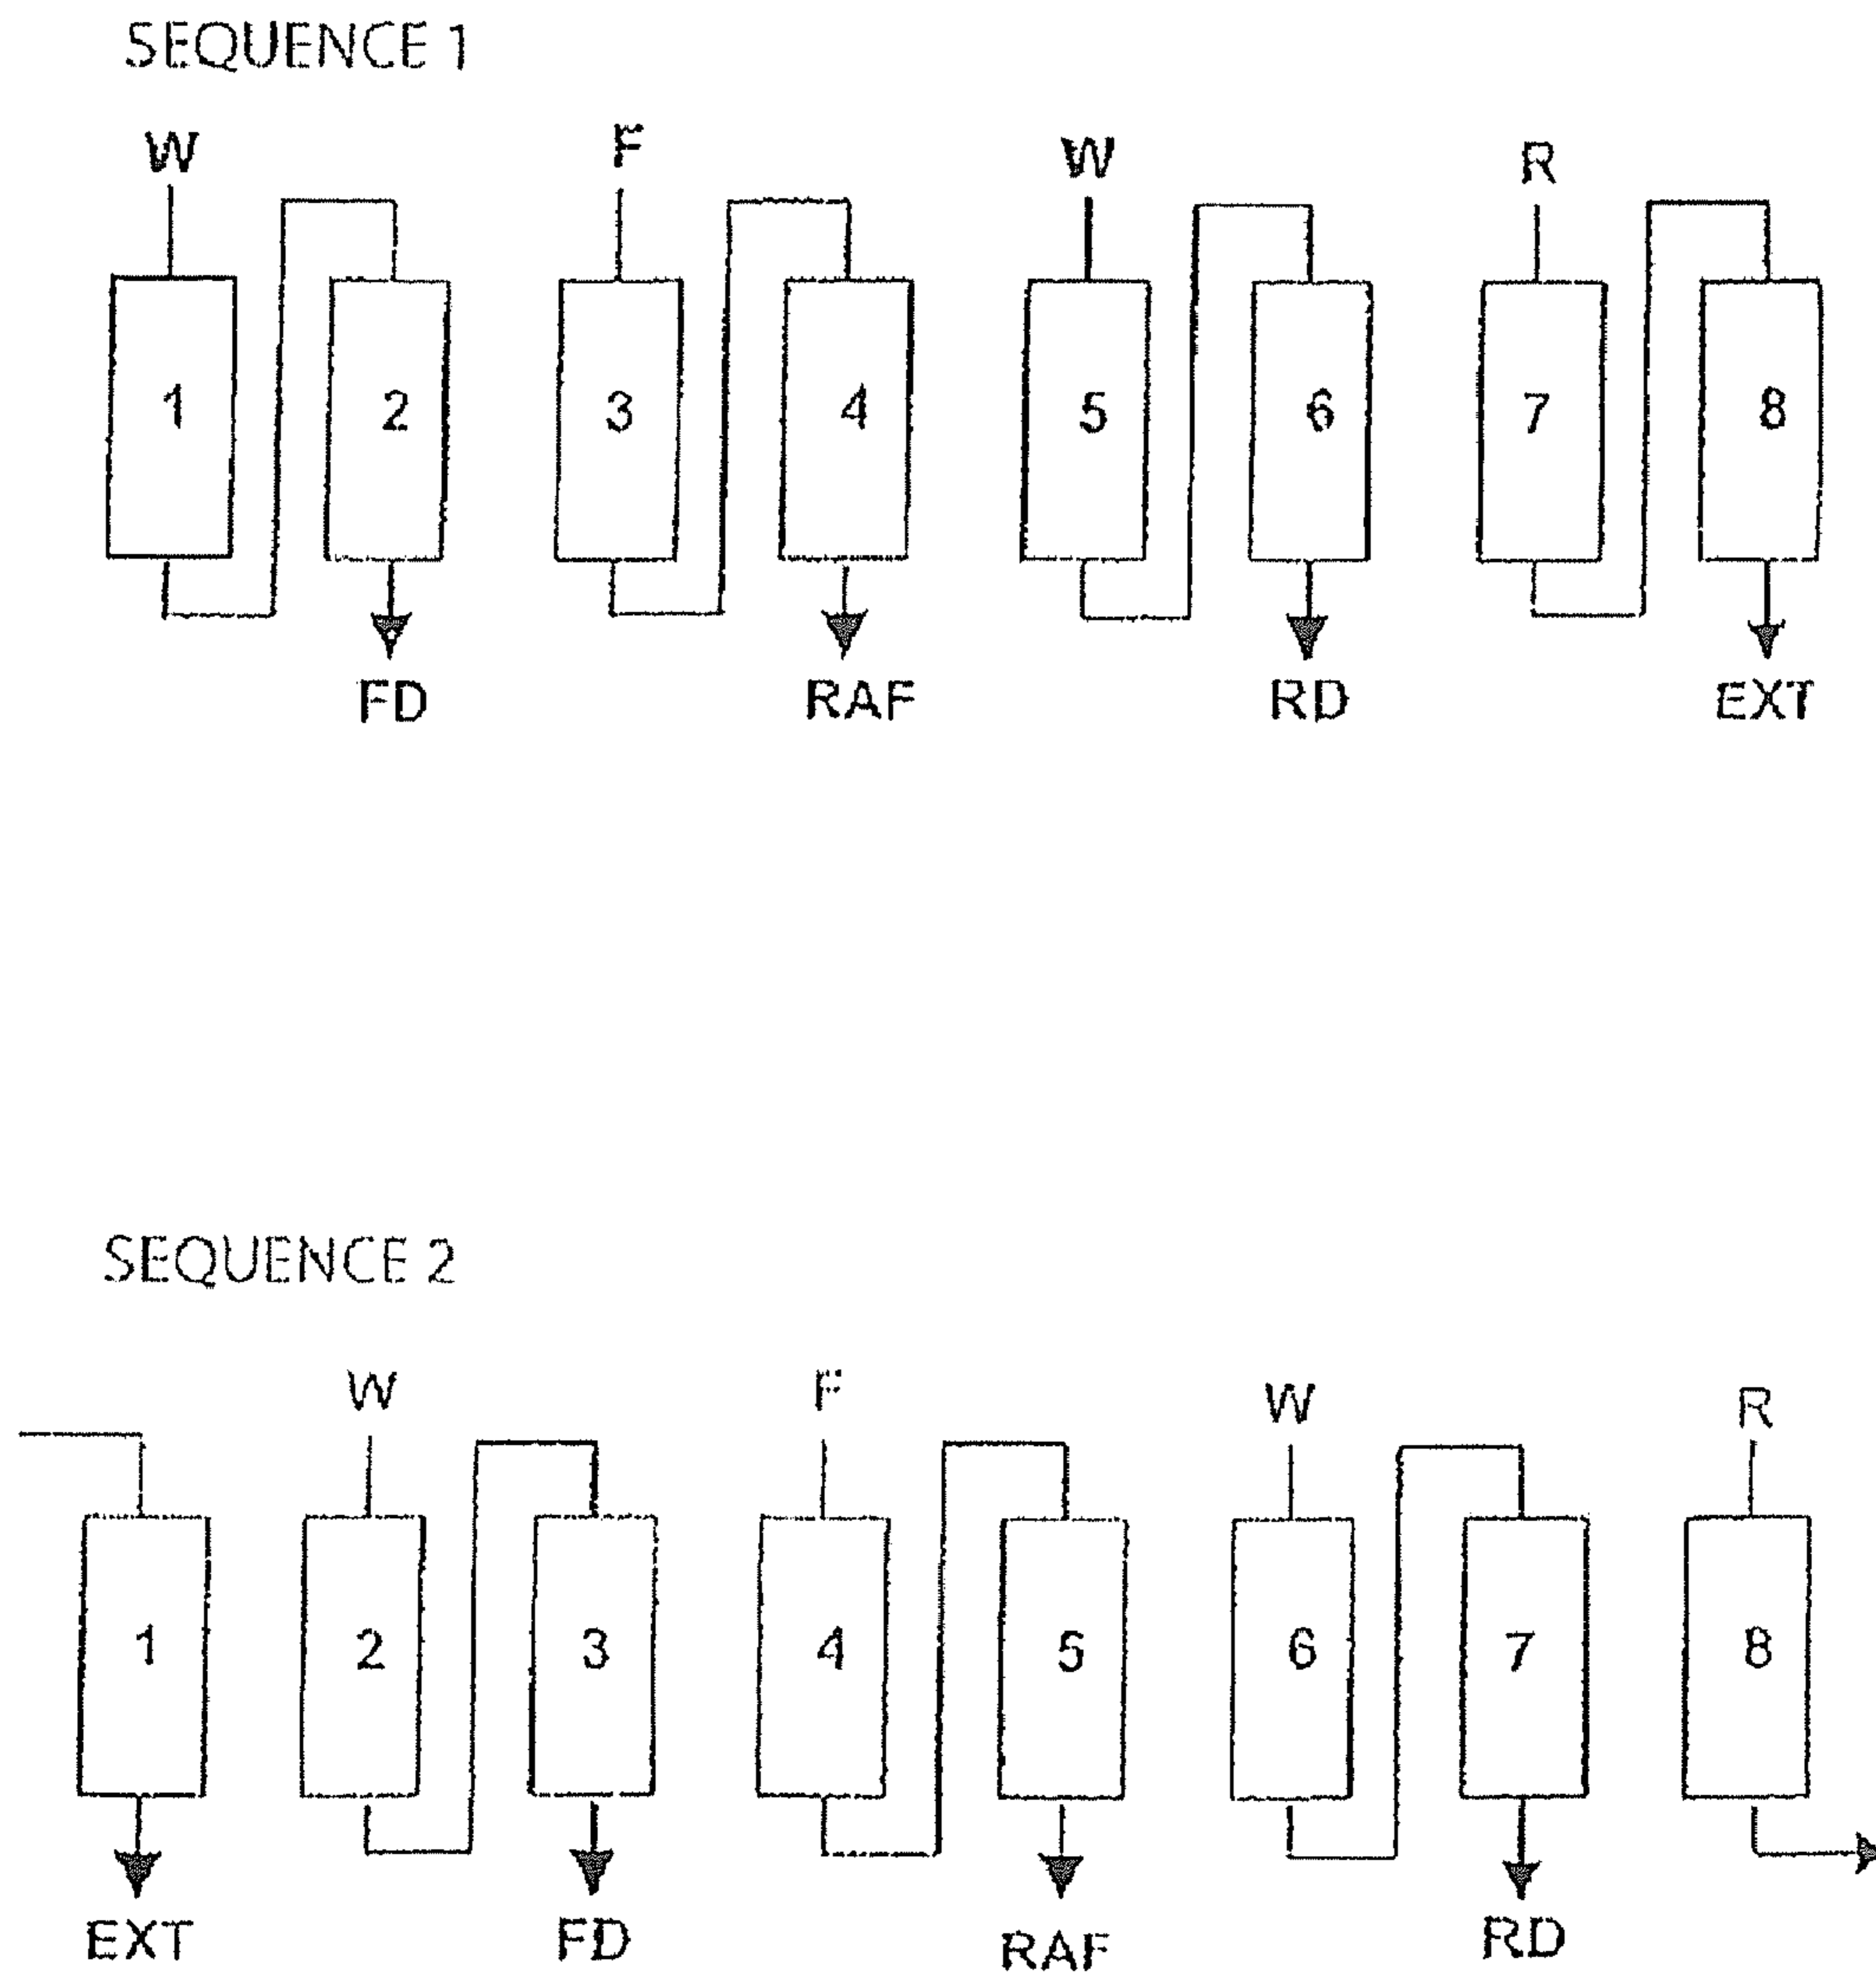 SEQUENCE 1
W F W R
1 2 3 4 5 6 7 8
FD RAF RD EXT
SEQUENCE 2
W F W R
1 2 3 4 5 6 7 8
EXT FD RAF RD